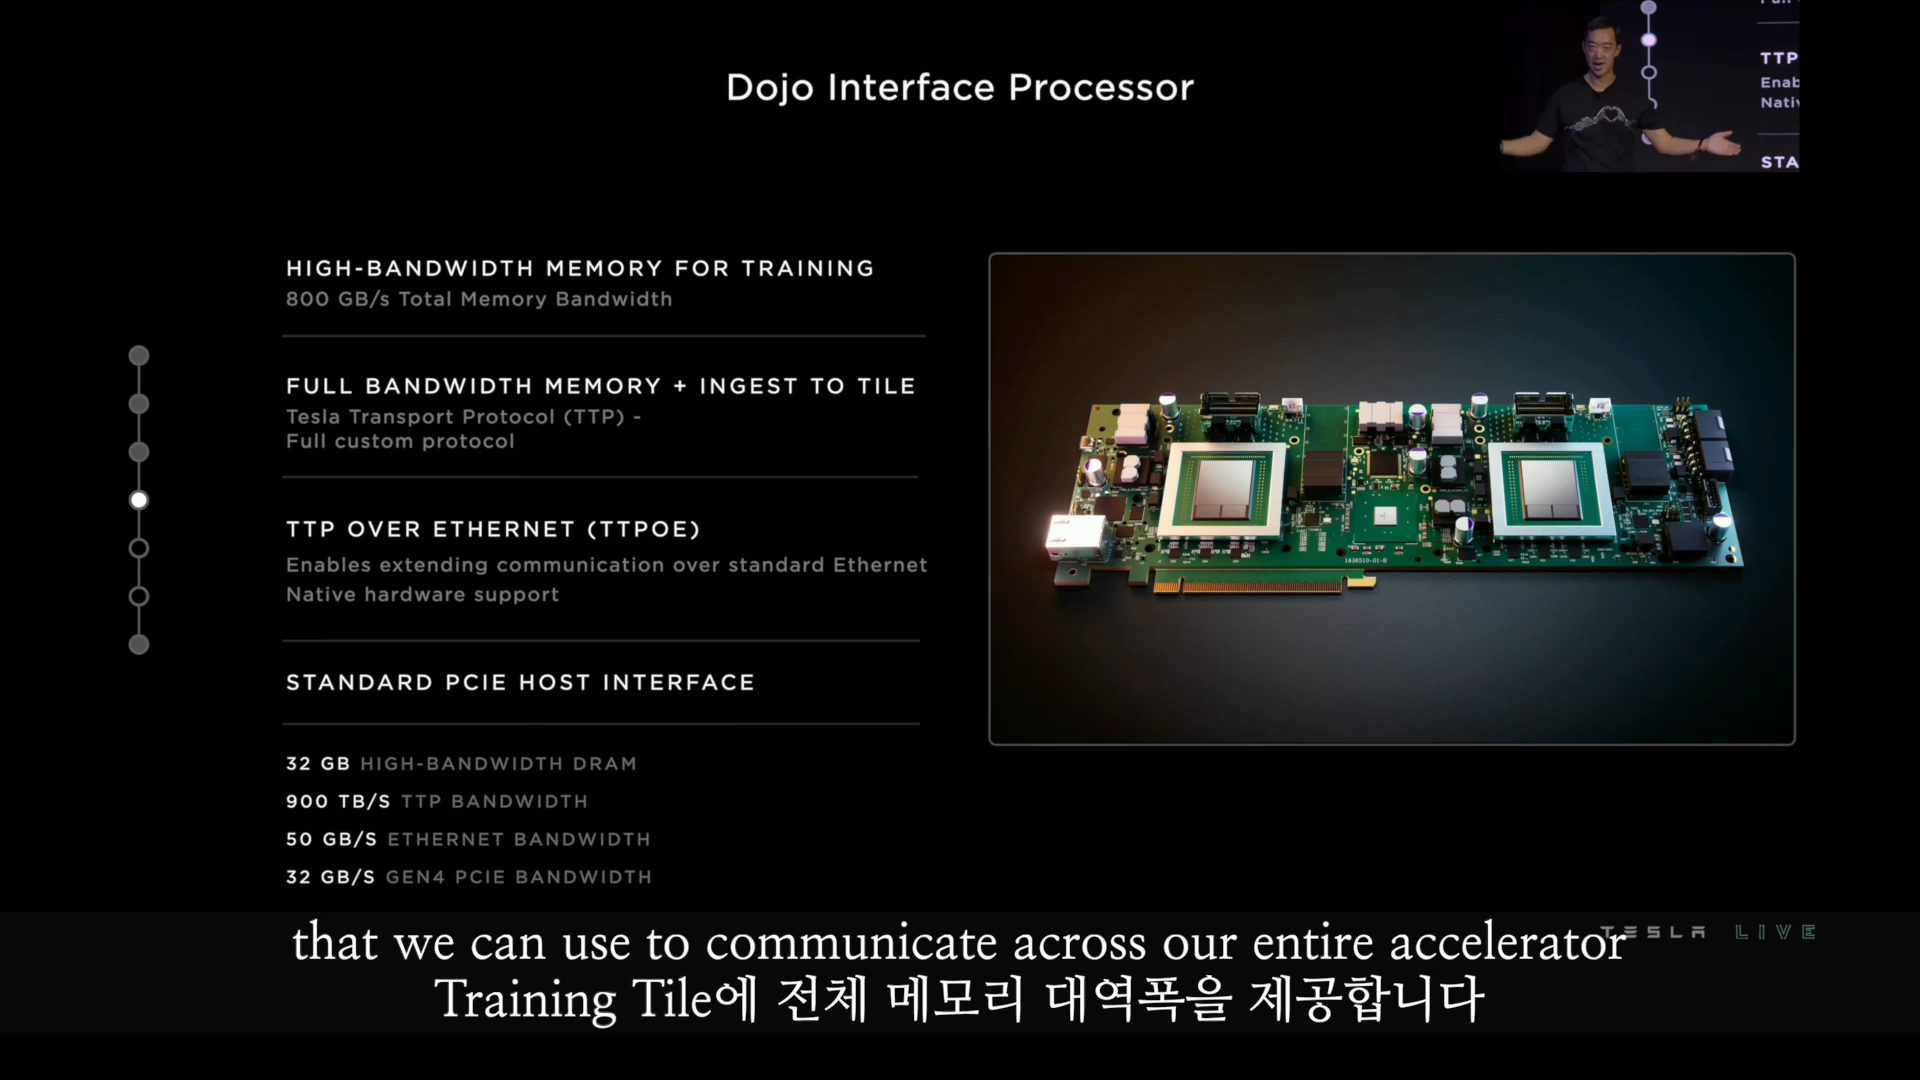 Dojo Interface Processor
TTP
Enab
Nativ
STA
HIGH-BANDWIDTH MEMORY FOR TRAINING
800 GB/s Total Memory Bandwidth
FULL BANDWIDTH MEMORY + INGEST TO TILE
Tesla Transport Protocol (TTP) -
Full custom protocol
TTP OVER ETHERNET (TTPOE)
Enables extending communication over standard Ethernet
Native hardware support
STANDARD PCIE HOST INTERFACE
32 GB HIGH-BANDWIDTH DRAM
900 TB/S TTP BANDWIDTH
50 GB/S ETHERNET BANDWIDTH
32 GB/S GEN4 PCIE BANDWIDTH
1636510-01-B
TESLA LIVE
that we can use to communicate across our entire accelerator
Training Tile에 전체 메모리 대역폭을 제공합니다